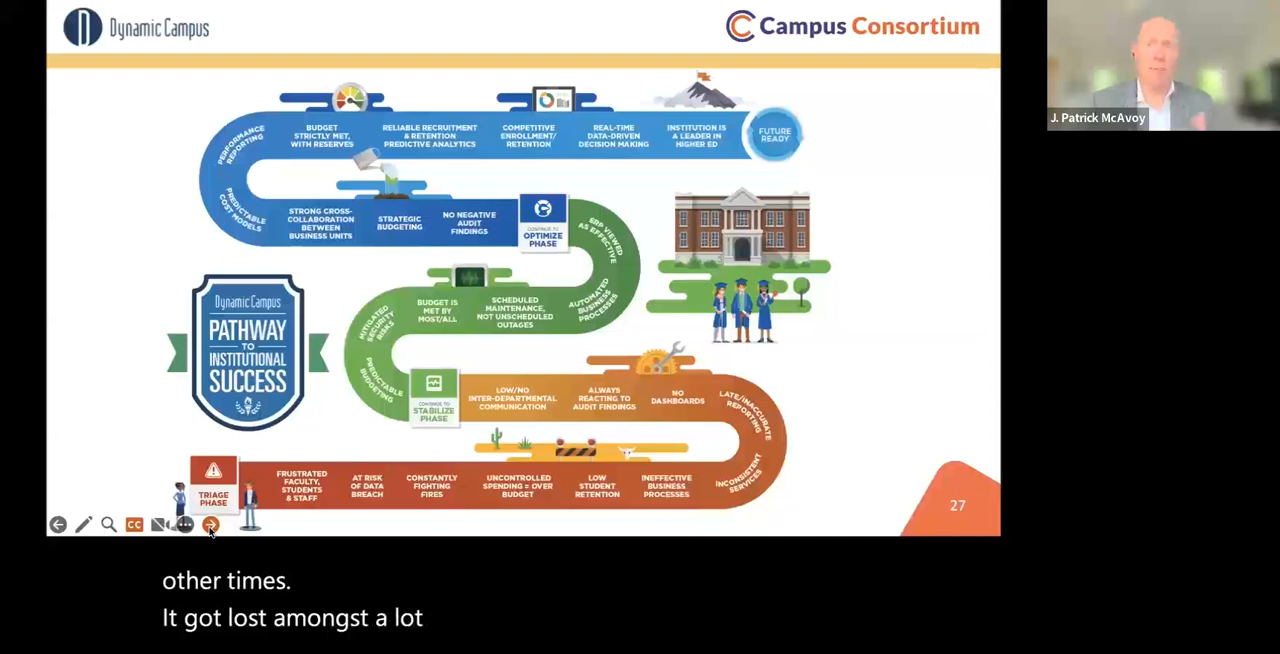 Dynamic Campus
Campus Consortium
J. Patrick McAvoy
PERFORMANCE
REPORTING
BUDGET
STRICTLY MET,
WITH RESERVES
RELIABLE RECRUITMENT
& RETENTION
PREDICTIVE ANALYTICS
COMPETITIVE
ENROLLMENT/
RETENTION
REAL-TIME
DATA-DRIVEN
DECISION MAKING
INSTITUTION IS
A LEADER IN
HIGHER ED
FUTURE
READY
PREDICTABLE
COST MODELS
STRONG CROSS-
COLLABORATION
BETWEEN
BUSINESS UNITS
STRATEGIC
BUDGETING
NO NEGATIVE
AUDIT
FINDINGS
CONTINUE TO
OPTIMIZE
PHASE
ERP VIEWED
AS EFFECTIVE
AUTOMATED
BUSINESS
PROCESSES
SCHEDULED
MAINTENANCE,
NOT UNSCHEDULED
OUTAGES
BUDGET IS
MET BY
MOST/ALL
MITIGATED
SECURITY
RISKS
PREDICTABLE
BUDGETING
CONTINUE TO
STABILIZE
PHASE
Dynamic Campus
PATHWAY
TO
INSTITUTIONAL
SUCCESS
LOW/NO
INTER-DEPARTMENTAL
COMMUNICATION
ALWAYS
REACTING TO
AUDIT FINDINGS
NO
DASHBOARDS
LATE/INACCURATE
REPORTING
INCONSISTENT
SERVICES
TRIAGE
PHASE
FRUSTRATED
FACULTY,
STUDENTS
& STAFF
AT RISK
OF DATA
BREACH
CONSTANTLY
FIGHTING
FIRES
UNCONTROLLED
SPENDING = OVER
BUDGET
LOW
STUDENT
RETENTION
INEFFECTIVE
BUSINESS
PROCESSES
27
CC
other times.
It got lost amongst a lot